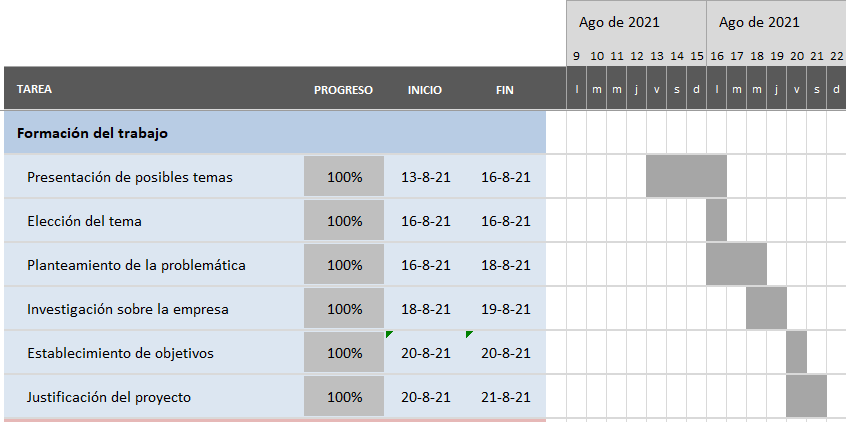 Ago de 2021 Ago de 2021
9 10 11 12 13 14 15 16 17 18 19 20 21 22
TAREA PROGRESO INICIO FIN l m m j v s d l m m j v s d
Formación del trabajo
Presentación de posibles temas 100% 13-8-21 16-8-21
Elección del tema 100% 16-8-21 16-8-21
Planteamiento de la problemática 100% 16-8-21 18-8-21
Investigación sobre la empresa 100% 18-8-21 19-8-21
Establecimiento de objetivos 100% 20-8-21 20-8-21
Justificación del proyecto 100% 20-8-21 21-8-21